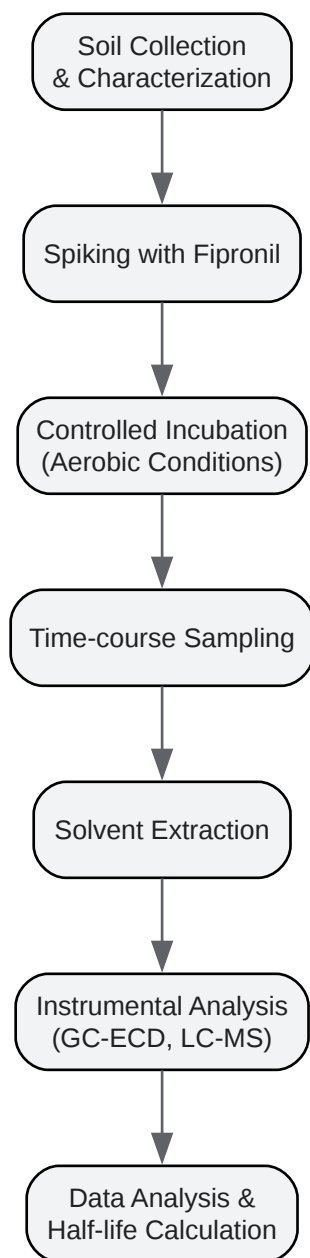 Soil Collection
& Characterization
Spiking with Fipronil
Controlled Incubation
(Aerobic Conditions)
Time-course Sampling
Solvent Extraction
Instrumental Analysis
(GC-ECD, LC-MS)
Data Analysis &
Half-life Calculation